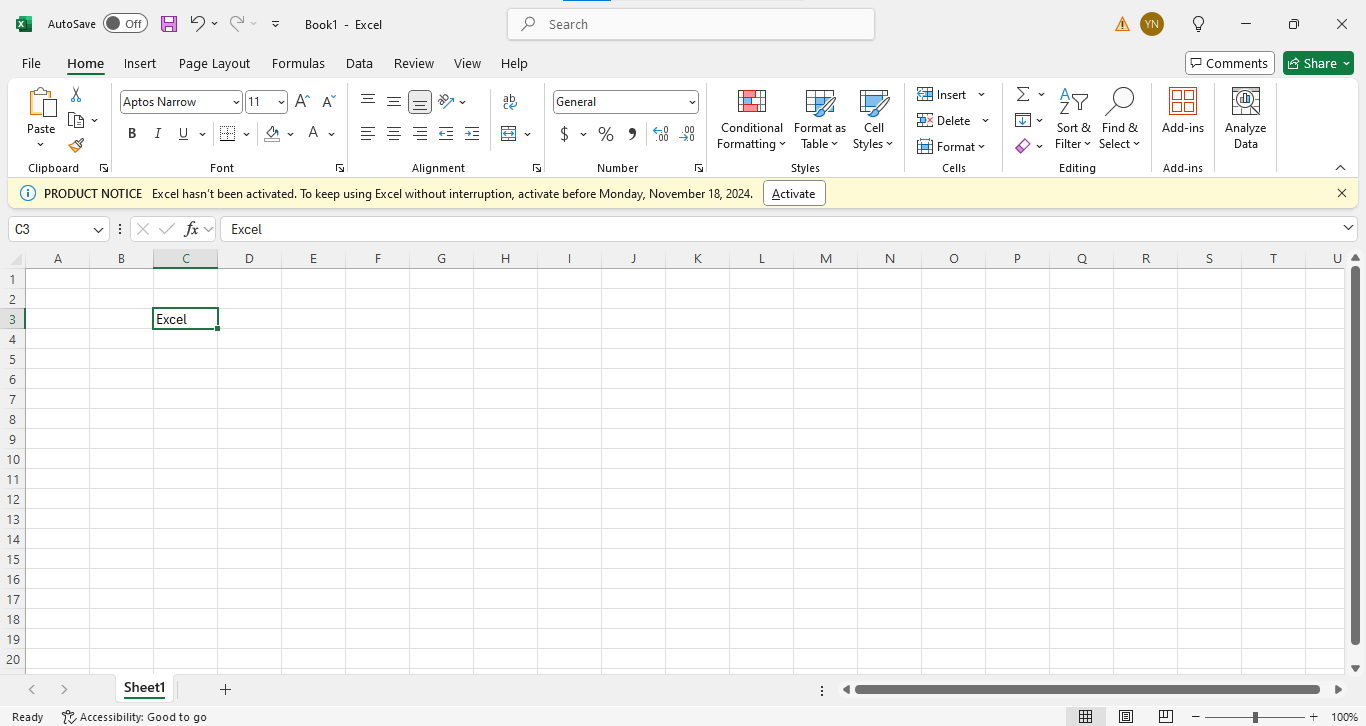 AutoSave Off Book1 - Excel Search YN
File Home Insert Page Layout Formulas Data Review View Help Comments Share
Aptos Narrow 11 ab General Insert Σ
Paste B I U A $ % , Conditional Formatting Format as Table Cell Styles Delete Sort & Filter Find & Select Add-ins Analyze Data
Format
Clipboard Font Alignment Number Styles Cells Editing Add-ins
PRODUCT NOTICE Excel hasn't been activated. To keep using Excel without interruption, activate before Monday, November 18, 2024. Activate
C3 fx Excel
A B C D E F G H I J K L M N O P Q R S T U
1
2
3 Excel
4
5
6
7
8
9
10
11
12
13
14
15
16
17
18
19
20
Sheet1
Ready Accessibility: Good to go 100%